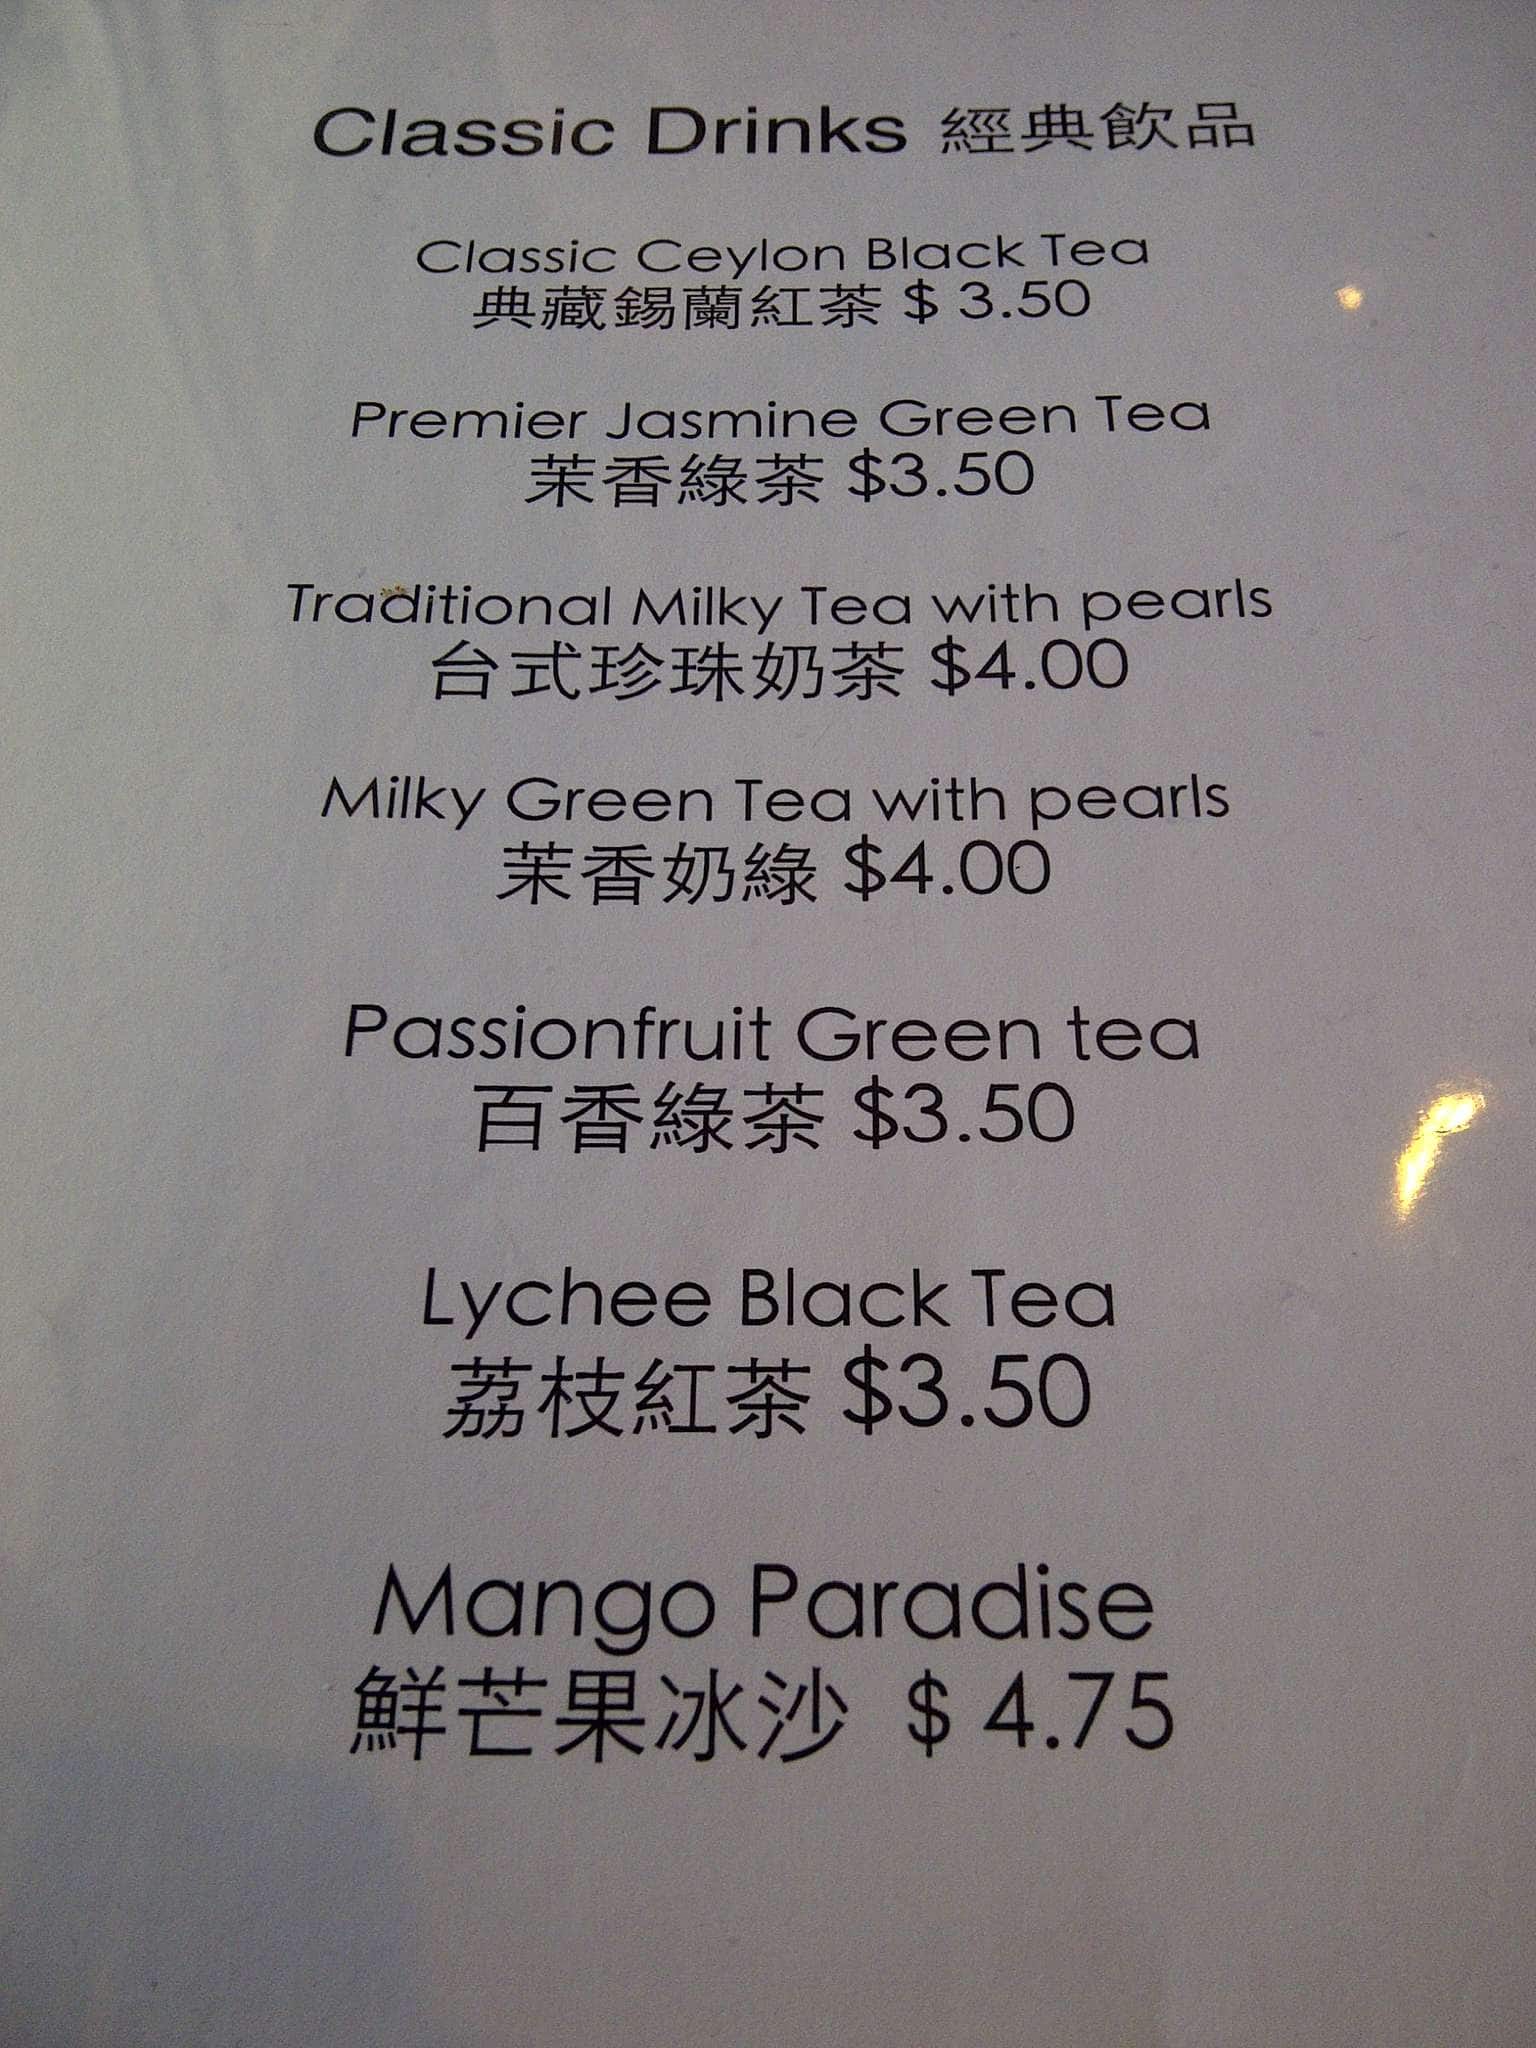 Classic Drinks 經典飲品
Classic Ceylon Black Tea
典藏錫蘭紅茶 $ 3.50
Premier Jasmine Green Tea
茉香綠茶 $3.50
Traditional Milky Tea with pearls
台式珍珠奶茶 $4.00
Milky Green Tea with pearls
茉香奶綠 $4.00
Passionfruit Green tea
百香綠茶 $3.50
Lychee Black Tea
荔枝紅茶 $3.50
Mango Paradise
鮮芒果冰沙 $ 4.75